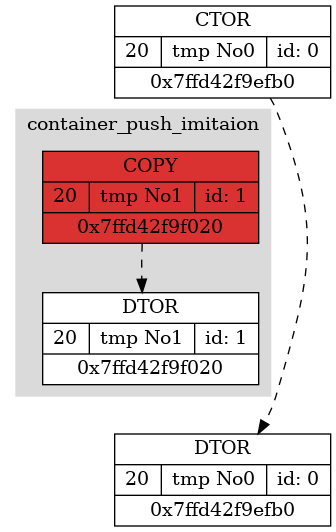 CTOR
20 tmp No0 id: 0
0x7ffd42f9efb0
container_push_imitaion
COPY
20 tmp No1 id: 1
0x7ffd42f9f020
DTOR
20 tmp No1 id: 1
0x7ffd42f9f020
DTOR
20 tmp No0 id: 0
0x7ffd42f9efb0